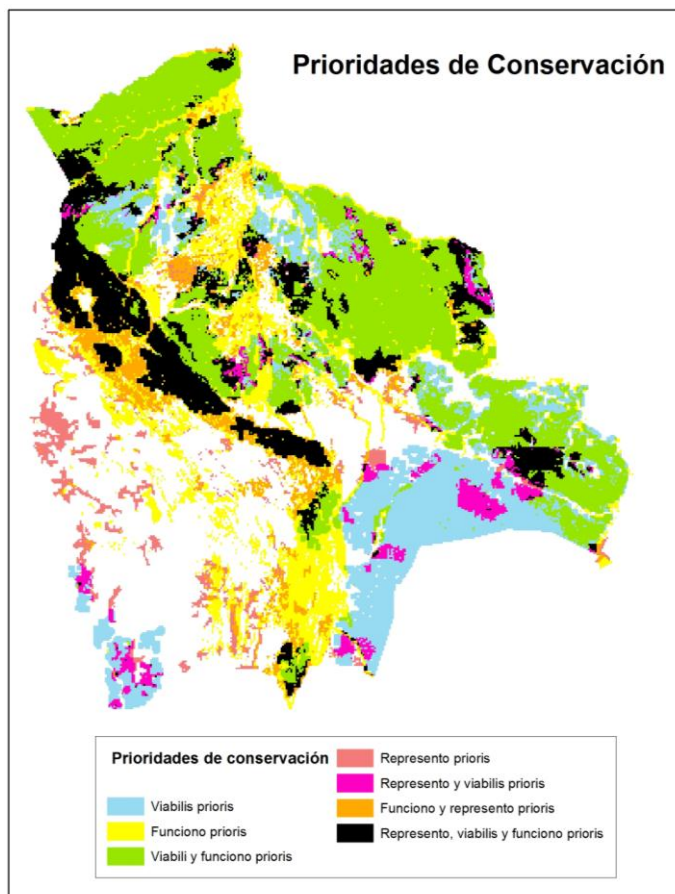 Prioridades de Conservación
Prioridades de conservación
Viabilis prioris
Funciono prioris
Viabili y funciono prioris
Represento prioris
Represento y viabilis prioris
Funciono y represento prioris
Represento, viabilis y funciono prioris